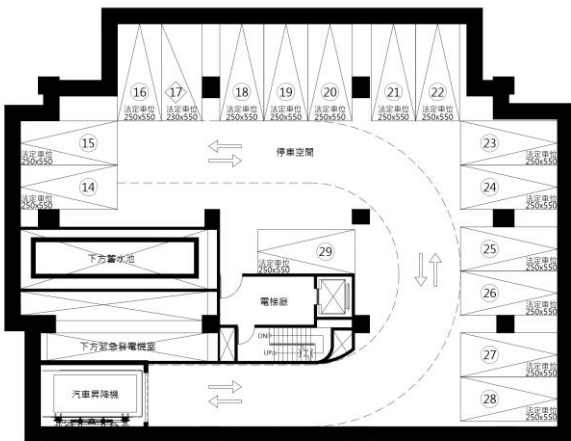 16
法定車位
250x550
17
法定車位
230x550
18
法定車位
250x550
19
法定車位
250x550
20
法定車位
250x550
21
法定車位
250x550
22
法定車位
250x550
15
法定車位
250x550
停車空間
23
法定車位
250x550
14
法定車位
250x550
24
法定車位
250x550
29
法定車位
250x550
25
法定車位
250x550
下方蓄水池
電梯廳
26
法定車位
250x550
下方緊急發電機室
DN
UP
27
法定車位
250x550
汽車昇降機
28
法定車位
250x550